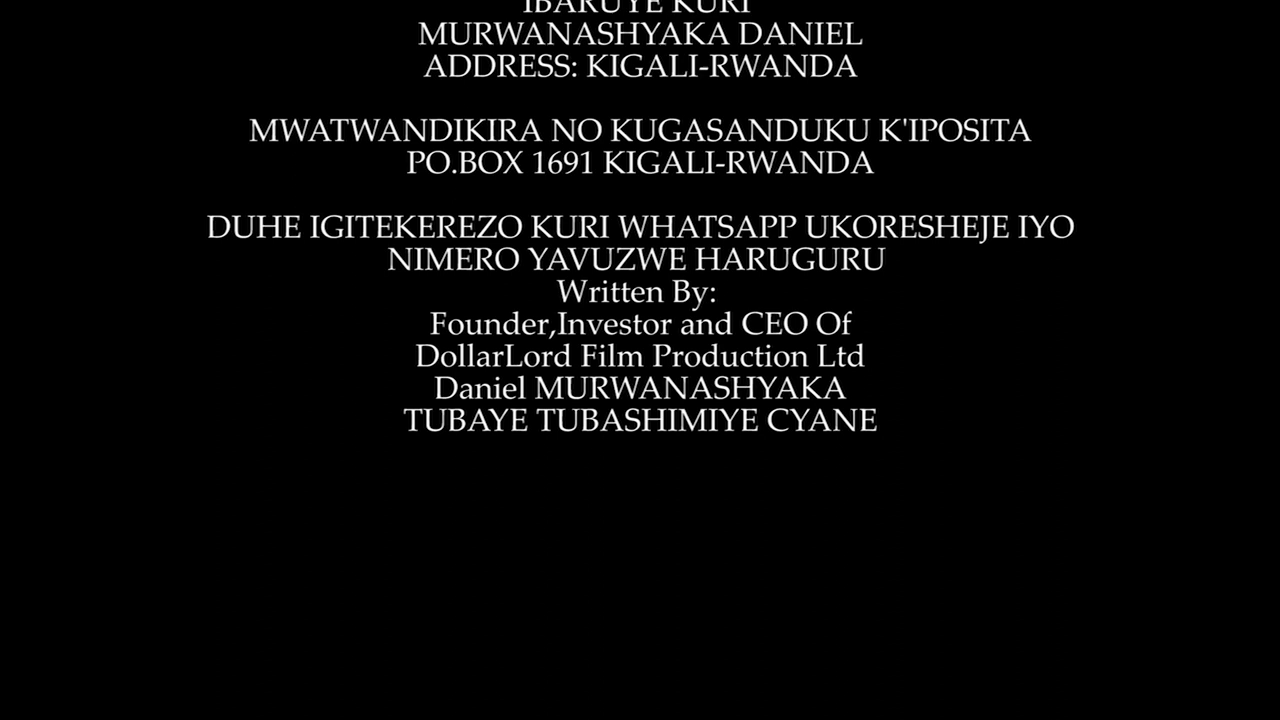 IBARUYE KURI
MURWANASHYAKA DANIEL
ADDRESS: KIGALI-RWANDA
MWATWANDIKIRA NO KUGASANDUKU K'IPOSITA
PO.BOX 1691 KIGALI-RWANDA
DUHE IGITEKEREZO KURI WHATSAPP UKORESHEJE IYO
NIMERO YAVUZWE HARUGURU
Written By:
Founder,Investor and CEO Of
DollarLord Film Production Ltd
Daniel MURWANASHYAKA
TUBAYE TUBASHIMIYE CYANE